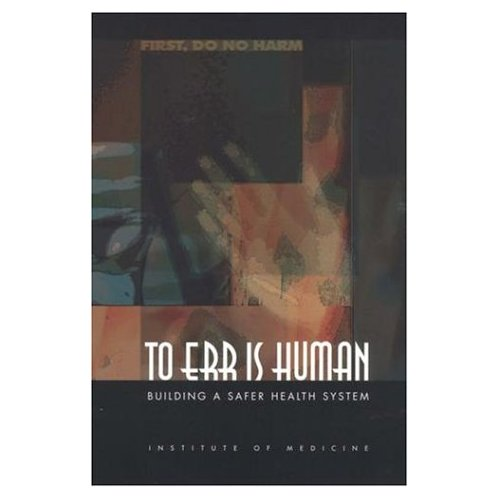 FIRST, DO NO HARM
TO ERR IS HUMAN
BUILDING A SAFER HEALTH SYSTEM
INSTITUTE OF MEDICINE